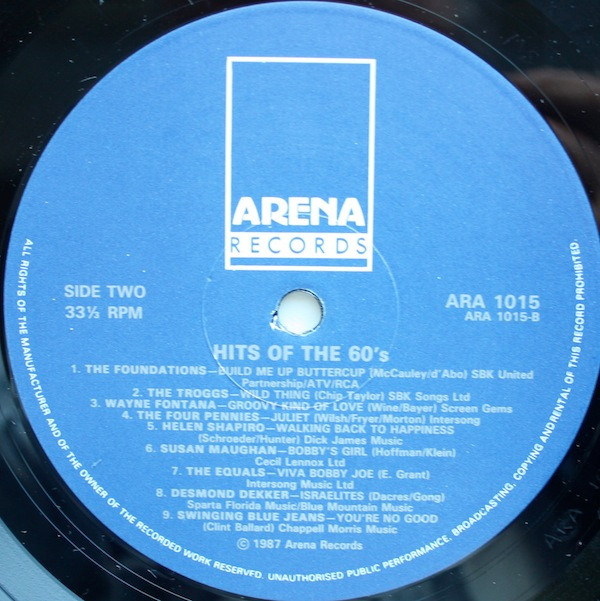 ARENA
RECORDS
SIDE TWO
33⅓ RPM
ARA 1015
ARA 1015-B
HITS OF THE 60's
1. THE FOUNDATIONS—BUILD ME UP BUTTERCUP (McCauley/d'Abo) SBK United
Partnership/ATV/RCA
2. THE TROGGS—WILD THING (Chip Taylor) SBK Songs Ltd
3. WAYNE FONTANA—GROOVY KIND OF LOVE (Wine/Bayer) Screen Gems
4. THE FOUR PENNIES—JULIET (Wilsh/Fryer/Morton) Intersong
5. HELEN SHAPIRO—WALKING BACK TO HAPPINESS
(Schroeder/Hunter) Dick James Music
6. SUSAN MAUGHAN—BOBBY'S GIRL (Hoffman/Klein)
Cecil Lennox Ltd
7. THE EQUALS—VIVA BOBBY JOE (E. Grant)
Intersong Music Ltd
8. DESMOND DEKKER—ISRAELITES (Dacres/Gong)
Sparta Florida Music/Blue Mountain Music
9. SWINGING BLUE JEANS—YOU'RE NO GOOD
(Clint Ballard) Chappell Morris Music
© 1987 Arena Records
ALL RIGHTS OF THE MANUFACTURER AND OF THE OWNER OF THE RECORDED WORK RESERVED. UNAUTHORISED PUBLIC PERFORMANCE, BROADCASTING, COPYING AND RENTAL OF THIS RECORD PROHIBITED.